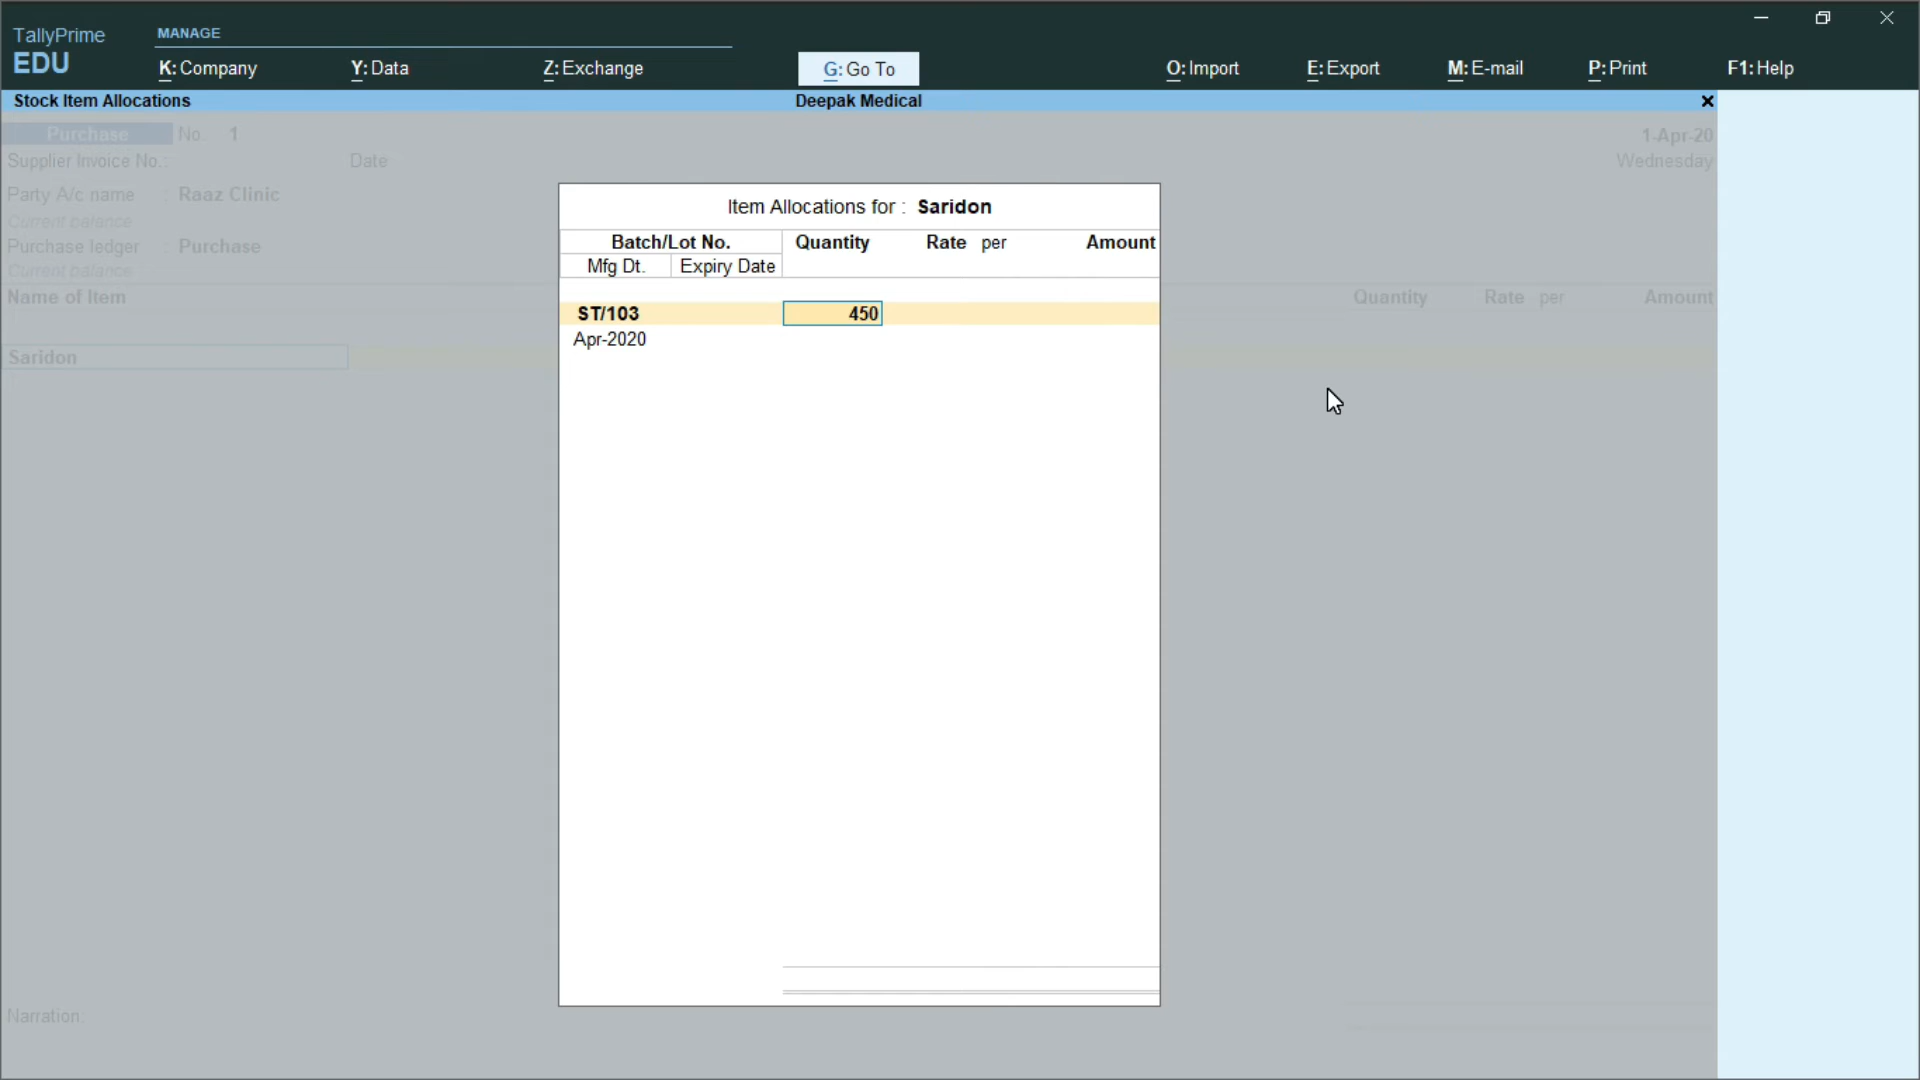 TallyPrime
EDU
MANAGE
K: Company Y: Data Z: Exchange G: Go To O: Import E: Export M: E-mail P: Print F1: Help
Stock Item Allocations Deepak Medical
Purchase No. 1 1-Apr-20
Supplier Invoice No.: Date Wednesday
Party A/c name : Raaz Clinic
Current balance
Purchase ledger : Purchase
Current balance
Name of Item Quantity Rate per Amount
Saridon
Item Allocations for : Saridon
Batch/Lot No. Quantity Rate per Amount
Mfg Dt. Expiry Date
ST/103 450
Apr-2020
Narration: